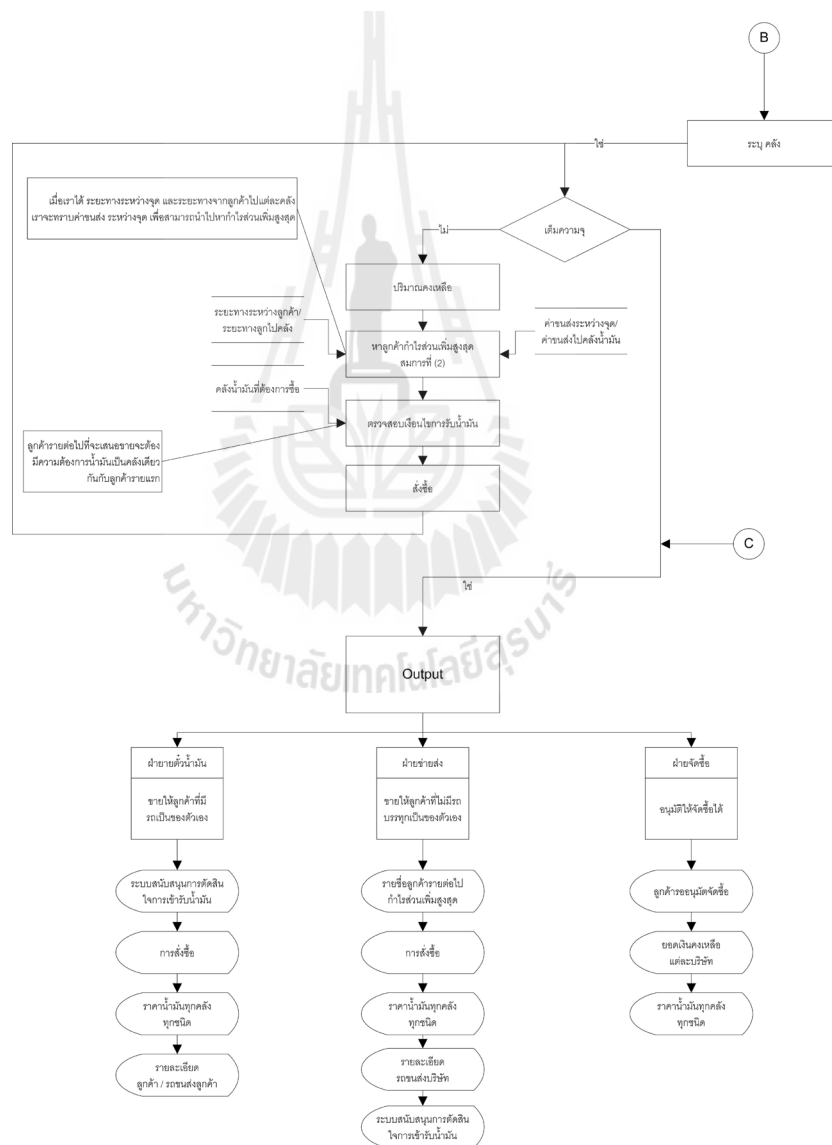 B
ระบุ คลัง
ใช่
เมื่อเราได้ ระยะทางระหว่างจุด และระยะทางจากลูกค้าไปแต่ละคลัง
เราจะทราบค่าขนส่ง ระหว่างจุด เพื่อสามารถนำไปหากำไรส่วนเพิ่มสูงสุด
เต็มความจุ
ไม่
ปริมาณคงเหลือ
ระยะทางระหว่างลูกค้า/
ระยะทางลูกไปคลัง
หาลูกค้ากำไรส่วนเพิ่มสูงสุด
สมการที่ (2)
ค่าขนส่งระหว่างจุด/
ค่าขนส่งไปคลังน้ำมัน
คลังน้ำมันที่ต้องการซื้อ
ตรวจสอบเงือนไขการรับน้ำมัน
ลูกค้ารายต่อไปที่จะเสนอขายจะต้อง
มีความต้องการน้ำมันเป็นคลังเดียว
กันกับลูกค้ารายแรก
สั่งซื้อ
C
ใช่
มหาวิทยาลัยเทคโนโลยีสุรนารี
Output
ฝ่ายายตั๋วน้ำมัน
ขายให้ลูกค้าที่มี
รถเป็นของตัวเอง
ระบบสนับสนุนการตัดสิน
ใจการเข้ารับน้ำมัน
การสั่งซื้อ
ราคาน้ำมันทุกคลัง
ทุกชนิด
รายละเอียด
ลูกค้า / รถขนส่งลูกค้า
ฝ่ายขายส่ง
ขายให้ลูกค้าที่ไม่มีรถ
บรรทุกเป็นของตัวเอง
รายชื่อลูกค้ารายต่อไป
กำไรส่วนเพิ่มสูงสุด
การสั่งซื้อ
ราคาน้ำมันทุกคลัง
ทุกชนิด
รายละเอียด
รถขนส่งบริษัท
ระบบสนับสนุนการตัดสิน
ใจการเข้ารับน้ำมัน
ฝ่ายจัดซื้อ
อนุมัติให้จัดซื้อได้
ลูกค้ารออนุมัตจัดซื้อ
ยอดเงินคงเหลือ
แต่ละบริษัท
ราคาน้ำมันทุกคลัง
ทุกชนิด